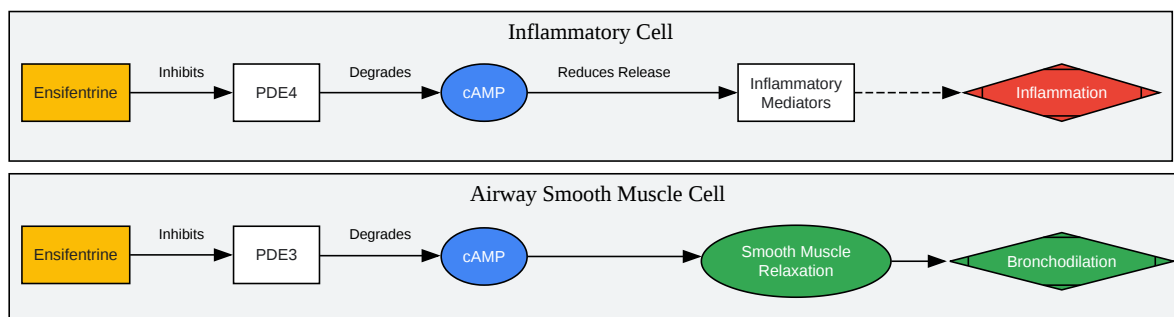 Inflammatory Cell
Inhibits
Degrades
Reduces Release
Ensifentrine
PDE4
cAMP
Inflammatory
Mediators
Inflammation
Airway Smooth Muscle Cell
Inhibits
Degrades
Ensifentrine
PDE3
cAMP
Smooth Muscle
Relaxation
Bronchodilation